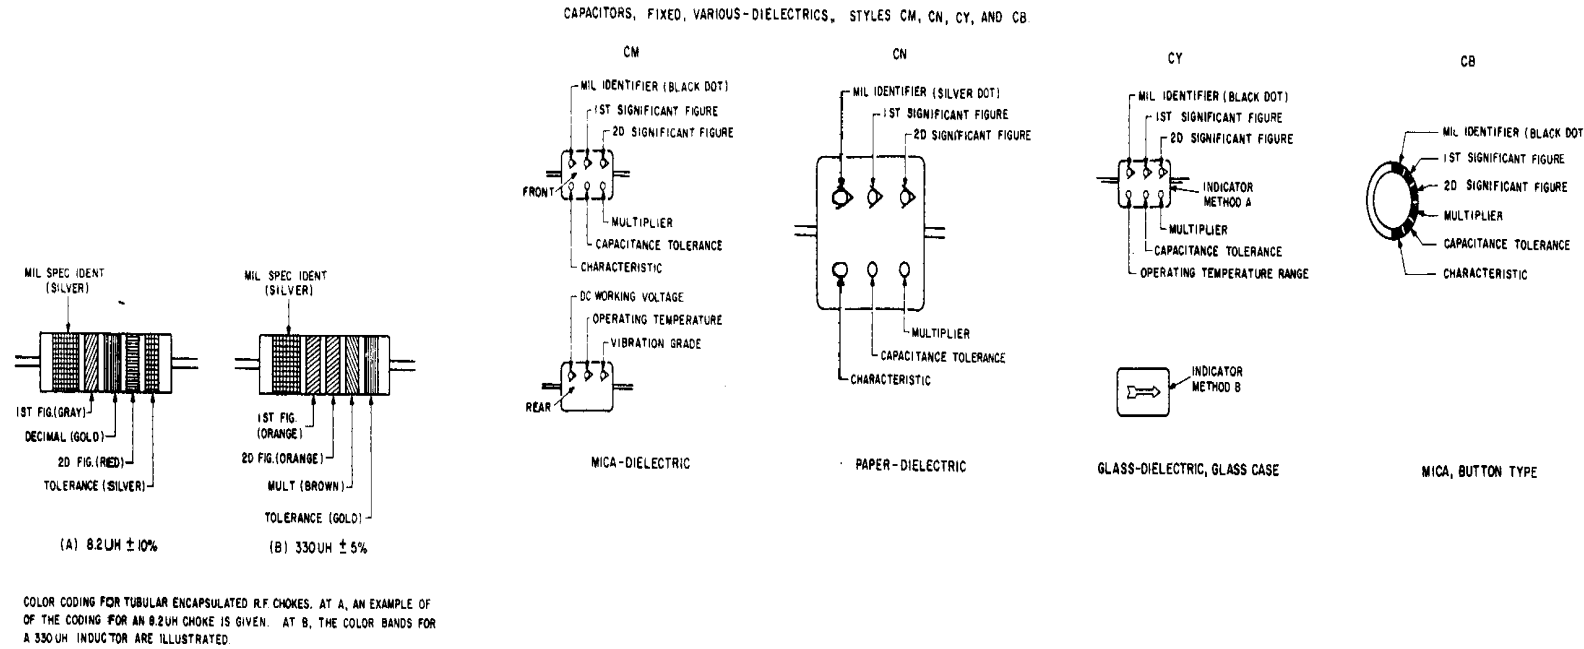 CAPACITORS, FIXED, VARIOUS-DIELECTRICS, STYLES CM, CN, CY, AND CB
CM
MIL IDENTIFIER (BLACK DOT)
1ST SIGNIFICANT FIGURE
2D SIGNIFICANT FIGURE
FRONT
MULTIPLIER
CAPACITANCE TOLERANCE
CHARACTERISTIC
DC WORKING VOLTAGE
OPERATING TEMPERATURE
VIBRATION GRADE
REAR
MICA-DIELECTRIC
CN
MIL IDENTIFIER (SILVER DOT)
1ST SIGNIFICANT FIGURE
2D SIGNIFICANT FIGURE
MULTIPLIER
CAPACITANCE TOLERANCE
CHARACTERISTIC
PAPER-DIELECTRIC
CY
MIL IDENTIFIER (BLACK DOT)
1ST SIGNIFICANT FIGURE
2D SIGNIFICANT FIGURE
INDICATOR
METHOD A
MULTIPLIER
CAPACITANCE TOLERANCE
OPERATING TEMPERATURE RANGE
INDICATOR
METHOD B
GLASS-DIELECTRIC, GLASS CASE
CB
MIL IDENTIFIER (BLACK DOT
1ST SIGNIFICANT FIGURE
2D SIGNIFICANT FIGURE
MULTIPLIER
CAPACITANCE TOLERANCE
CHARACTERISTIC
MICA, BUTTON TYPE
MIL SPEC IDENT
(SILVER)
1ST FIG.(GRAY)
DECIMAL (GOLD)
2D FIG.(RED)
TOLERANCE (SILVER)
(A) 8.2UH ± 10%
MIL SPEC IDENT
(SILVER)
1ST FIG.
(ORANGE)
2D FIG.(ORANGE)
MULT (BROWN)
TOLERANCE (GOLD)
(B) 330UH ± 5%
COLOR CODING FOR TUBULAR ENCAPSULATED R.F. CHOKES. AT A, AN EXAMPLE OF
OF THE CODING FOR AN 8.2UH CHOKE IS GIVEN. AT B, THE COLOR BANDS FOR
A 330 UH INDUCTOR ARE ILLUSTRATED.